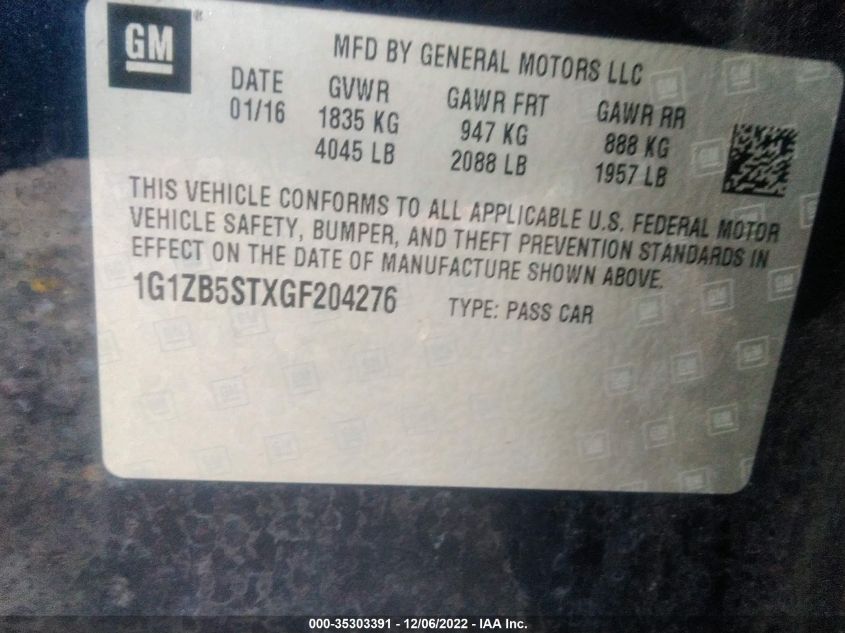 GM®
MFD BY GENERAL MOTORS LLC
DATE GVWR GAWR FRT GAWR RR
01/16 1835 KG 947 KG 888 KG
4045 LB 2088 LB 1957 LB
THIS VEHICLE CONFORMS TO ALL APPLICABLE U.S. FEDERAL MOTOR
VEHICLE SAFETY, BUMPER, AND THEFT PREVENTION STANDARDS IN
EFFECT ON THE DATE OF MANUFACTURE SHOWN ABOVE.
1G1ZB5STXGF204276 TYPE: PASS CAR
000-35303391 - 12/06/2022 - IAA Inc.